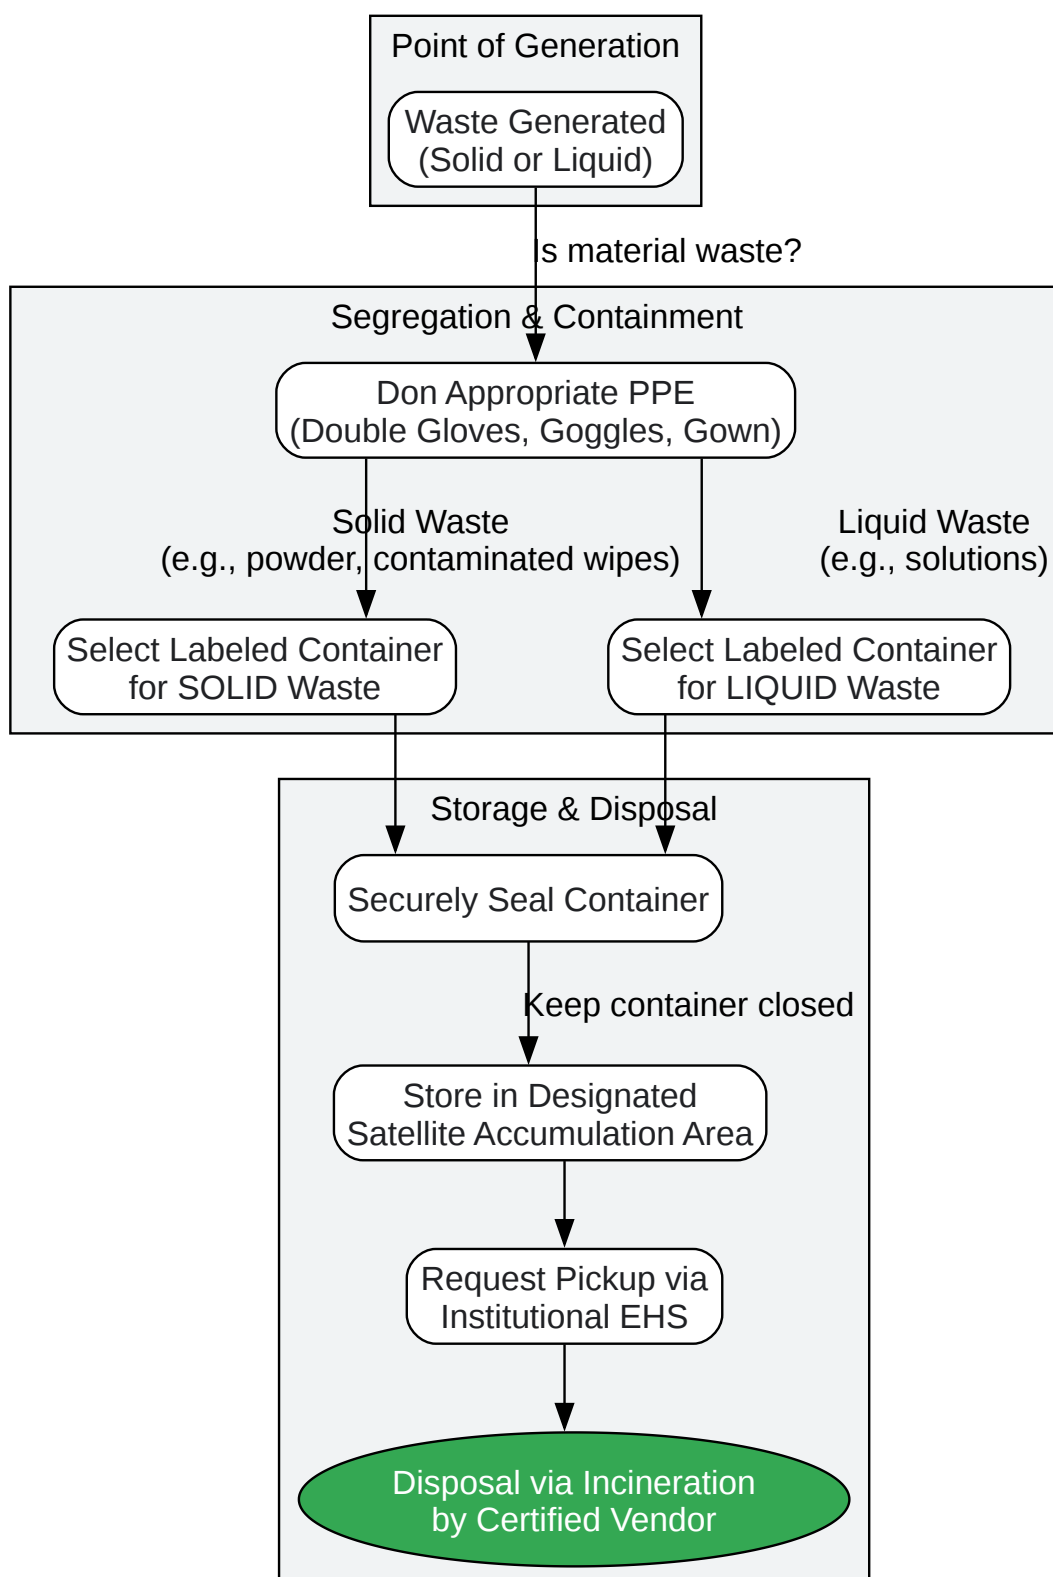 Point of Generation
Waste Generated
(Solid or Liquid)
Is material waste?
Segregation & Containment
Don Appropriate PPE
(Double Gloves, Goggles, Gown)
Solid Waste
(e.g., powder, contaminated wipes)
Liquid Waste
(e.g., solutions)
Select Labeled Container
for SOLID Waste
Select Labeled Container
for LIQUID Waste
Storage & Disposal
Securely Seal Container
Keep container closed
Store in Designated
Satellite Accumulation Area
Request Pickup via
Institutional EHS
Disposal via Incineration
by Certified Vendor